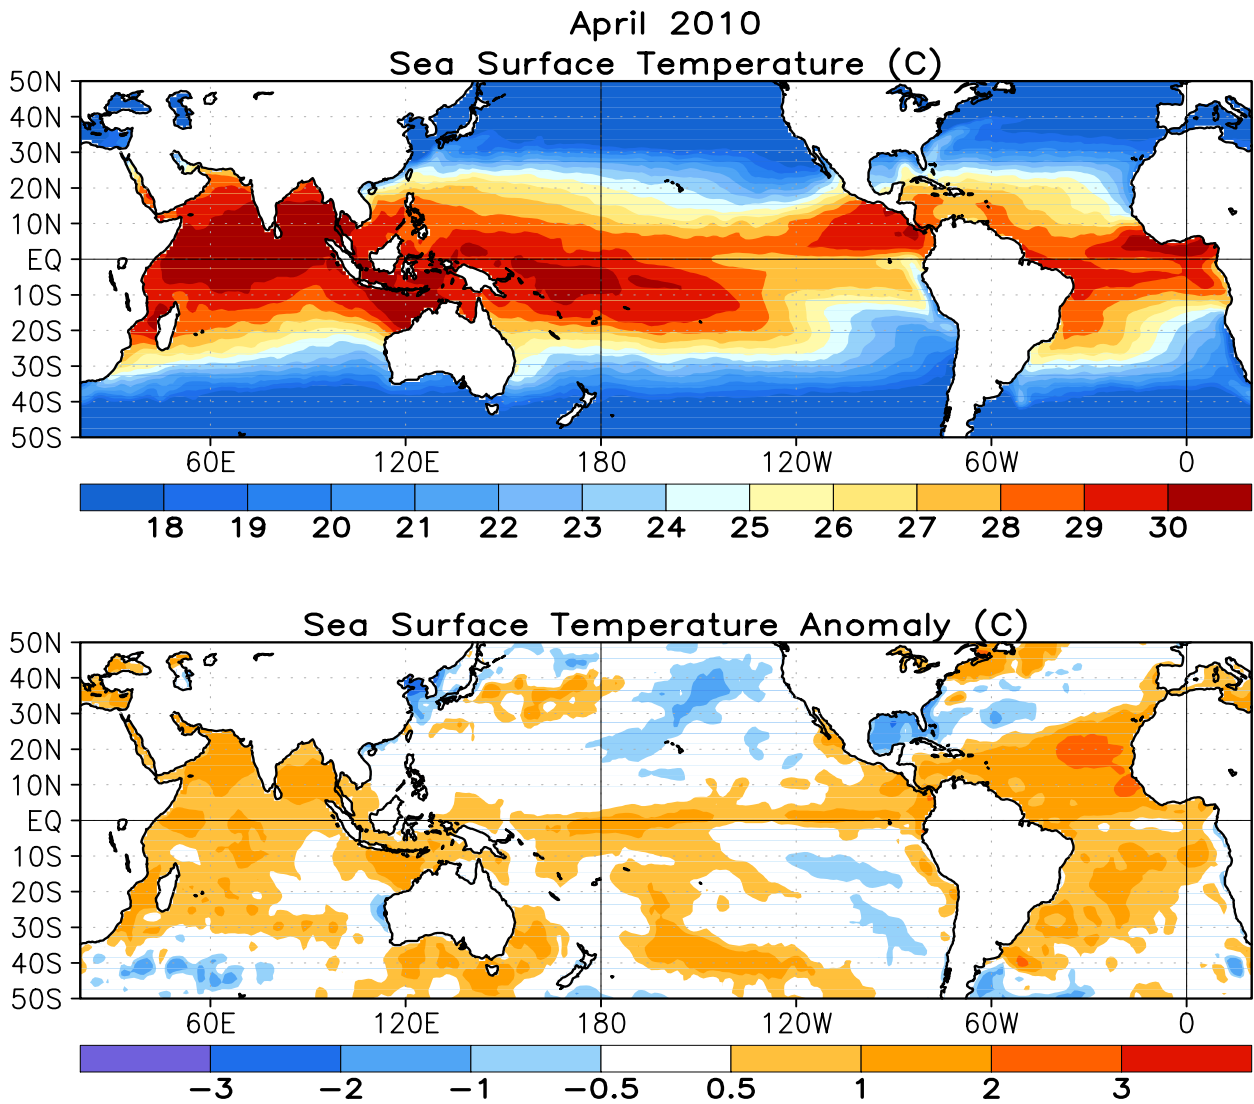 April 2010
Sea Surface Temperature (C)
50N
40N
30N
20N
10N
EQ
10S
20S
30S
40S
50S
60E 120E 180 120W 60W 0
18 19 20 21 22 23 24 25 26 27 28 29 30
Sea Surface Temperature Anomaly (C)
50N
40N
30N
20N
10N
EQ
10S
20S
30S
40S
50S
60E 120E 180 120W 60W 0
−3 −2 −1 −0.5 0.5 1 2 3